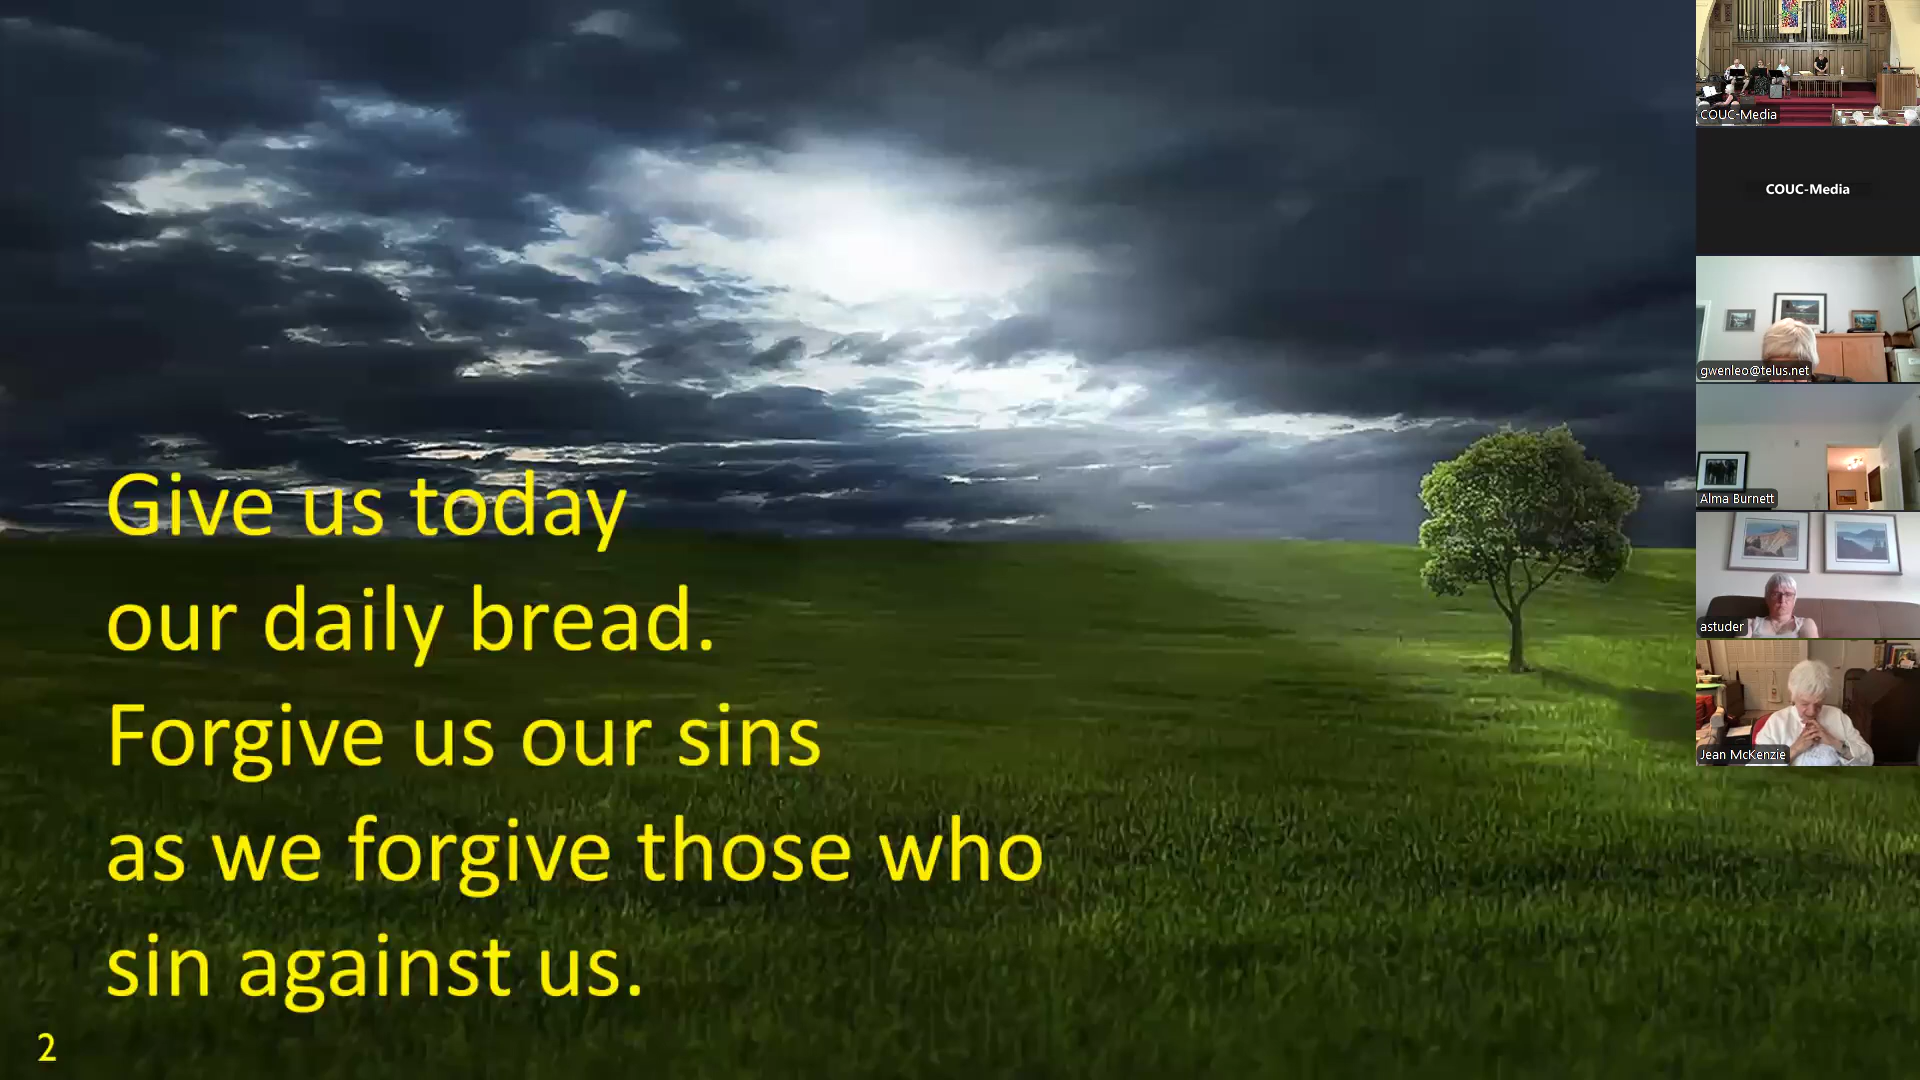 Give us today
our daily bread.
Forgive us our sins
as we forgive those who
sin against us.
2
COUC-Media
COUC-Media
gwenleo@telus.net
Alma Burnett
astuder
Jean McKenzie